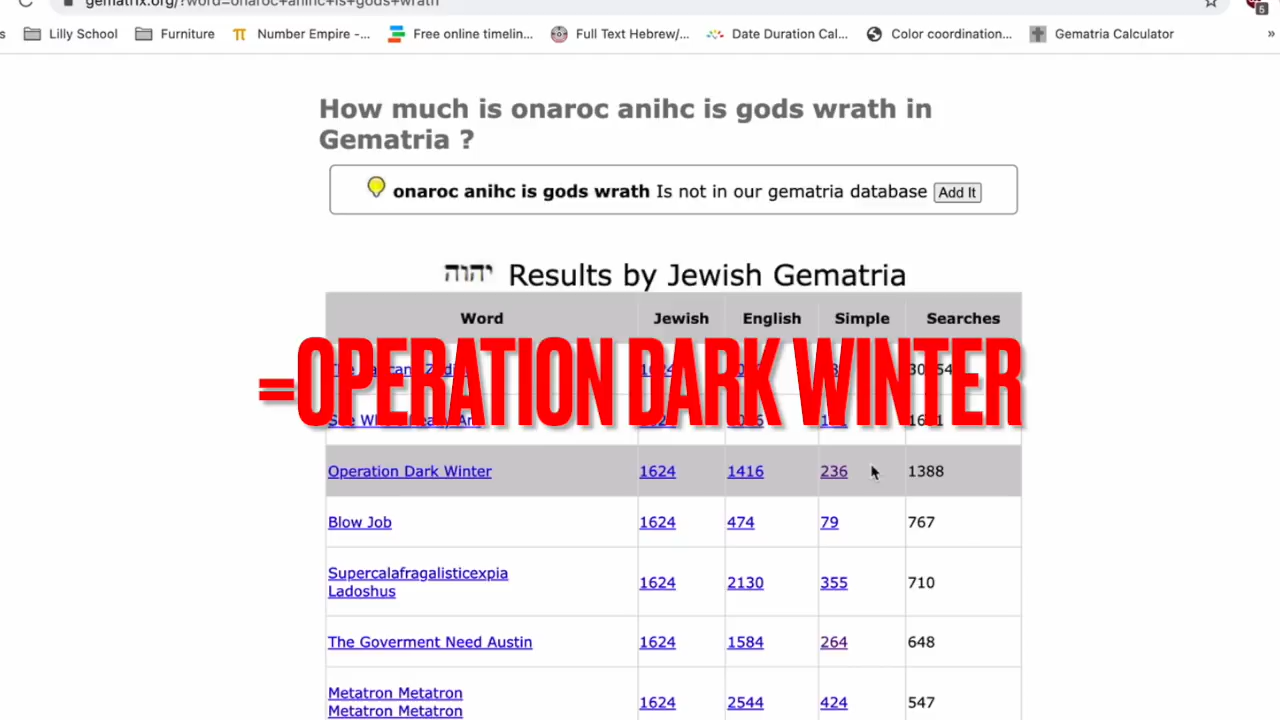 gematrix.org/?word=onaroc+anihc+is+gods+wrath
5
s Lilly School Furniture Number Empire -... Free online timelin... Full Text Hebrew/... Date Duration Cal... Color coordination... Gematria Calculator »
How much is onaroc anihc is gods wrath in
Gematria ?
onaroc anihc is gods wrath Is not in our gematria database Add It
יהוה Results by Jewish Gematria
Word Jewish English Simple Searches
=OPERATION DARK WINTER
Operation Dark Winter 1624 1416 236 1388
Blow Job 1624 474 79 767
Supercalafragalisticexpia
Ladoshus 1624 2130 355 710
The Goverment Need Austin 1624 1584 264 648
Metatron Metatron
Metatron Metatron 1624 2544 424 547